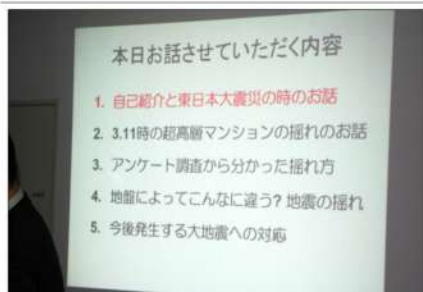 本日お話させていただく内容
1. 自己紹介と東日本大震災の時のお話
2. 3.11時の超高層マンションの揺れのお話
3. アンケート調査から分かった揺れ方
4. 地盤によってこんなに違う? 地震の揺れ
5. 今後発生する大地震への対応